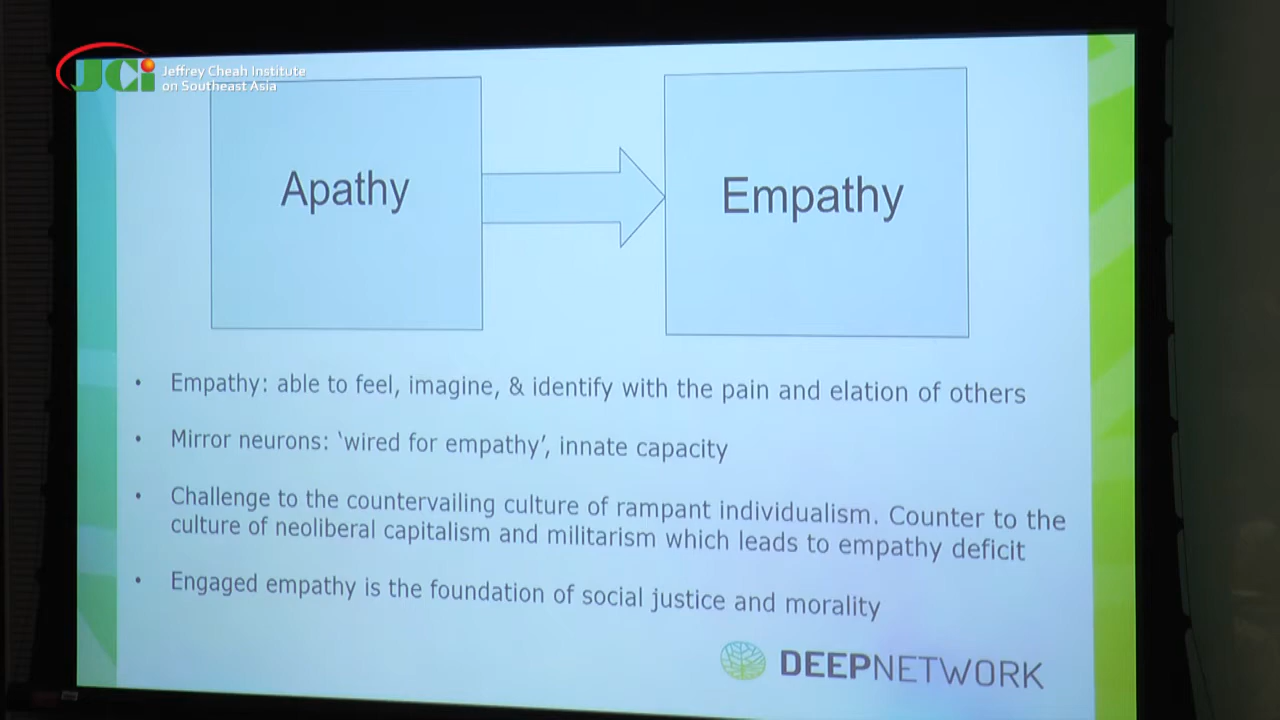 JCi Jeffrey Cheah Institute
on Southeast Asia
Apathy
Empathy
• Empathy: able to feel, imagine, & identify with the pain and elation of others
• Mirror neurons: ‘wired for empathy’, innate capacity
• Challenge to the countervailing culture of rampant individualism. Counter to the
culture of neoliberal capitalism and militarism which leads to empathy deficit
• Engaged empathy is the foundation of social justice and morality
DEEPNETWORK